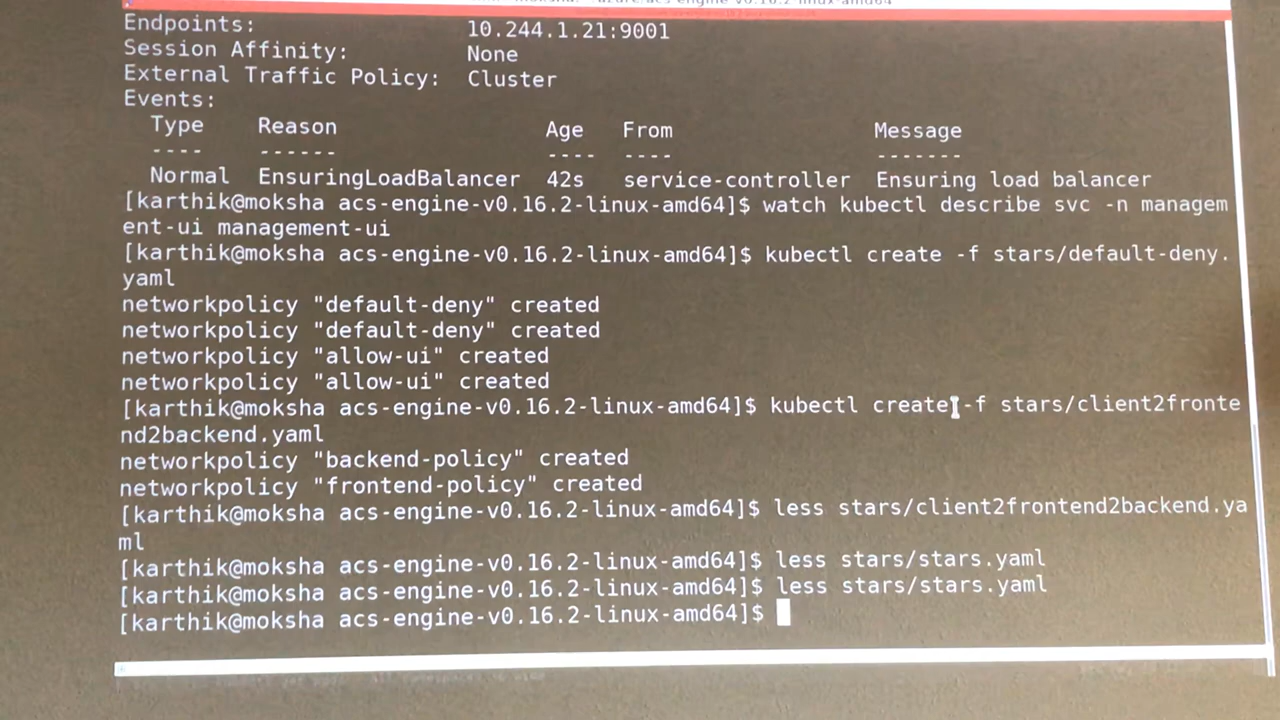 Endpoints: 10.244.1.21:9001
Session Affinity: None
External Traffic Policy: Cluster
Events:
Type Reason Age From Message
---- ------ ---- ---- -------
Normal EnsuringLoadBalancer 42s service-controller Ensuring load balancer
[karthik@moksha acs-engine-v0.16.2-linux-amd64]$ watch kubectl describe svc -n managem
ent-ui management-ui
[karthik@moksha acs-engine-v0.16.2-linux-amd64]$ kubectl create -f stars/default-deny.
yaml
networkpolicy "default-deny" created
networkpolicy "default-deny" created
networkpolicy "allow-ui" created
networkpolicy "allow-ui" created
[karthik@moksha acs-engine-v0.16.2-linux-amd64]$ kubectl create -f stars/client2fronte
nd2backend.yaml
networkpolicy "backend-policy" created
networkpolicy "frontend-policy" created
[karthik@moksha acs-engine-v0.16.2-linux-amd64]$ less stars/client2frontend2backend.ya
ml
[karthik@moksha acs-engine-v0.16.2-linux-amd64]$ less stars/stars.yaml
[karthik@moksha acs-engine-v0.16.2-linux-amd64]$ less stars/stars.yaml
[karthik@moksha acs-engine-v0.16.2-linux-amd64]$